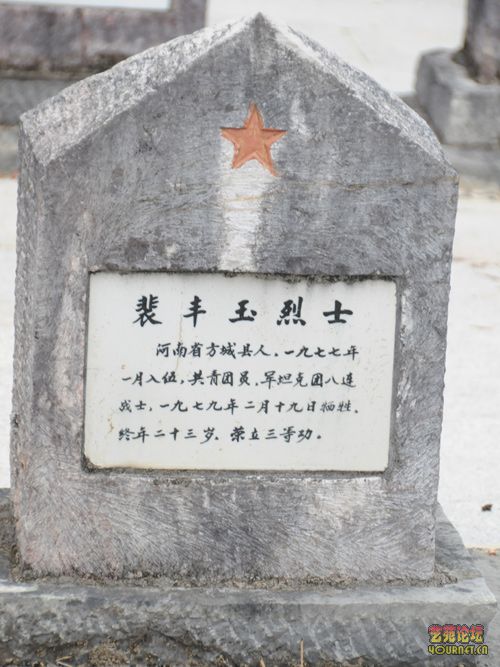 裴丰玉烈士
河南省方城县人，一九七七年
一月入伍，共青团员，军坦克团八连
战士，一九七九年二月十九日牺牲，
终年二十三岁、荣立三等功。
艺苑论坛
4OURNET.CN